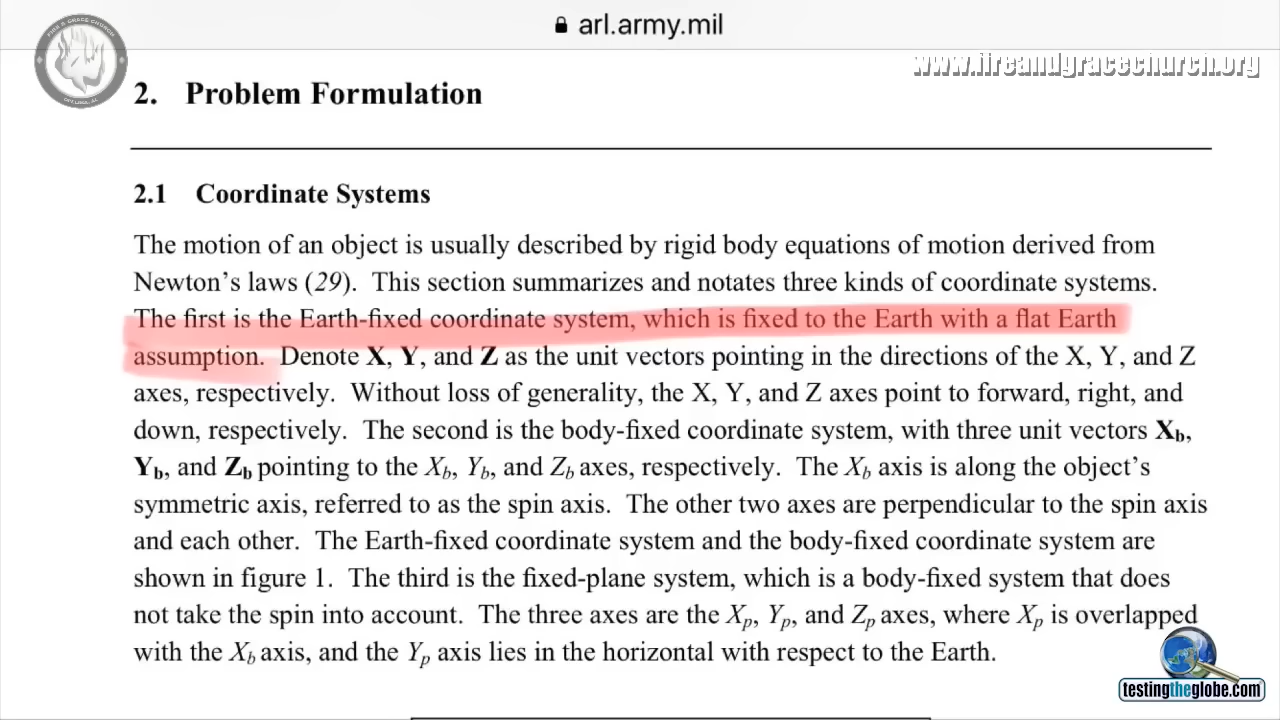 arl.army.mil
FIRE & GRACE CHURCH
www.fireandgracechurch.org
2. Problem Formulation
2.1 Coordinate Systems
The motion of an object is usually described by rigid body equations of motion derived from
Newton's laws (29). This section summarizes and notates three kinds of coordinate systems.
The first is the Earth-fixed coordinate system, which is fixed to the Earth with a flat Earth
assumption. Denote X, Y, and Z as the unit vectors pointing in the directions of the X, Y, and Z
axes, respectively. Without loss of generality, the X, Y, and Z axes point to forward, right, and
down, respectively. The second is the body-fixed coordinate system, with three unit vectors Xb,
Yb, and Zb pointing to the Xb, Yb, and Zb axes, respectively. The Xb axis is along the object's
symmetric axis, referred to as the spin axis. The other two axes are perpendicular to the spin axis
and each other. The Earth-fixed coordinate system and the body-fixed coordinate system are
shown in figure 1. The third is the fixed-plane system, which is a body-fixed system that does
not take the spin into account. The three axes are the Xp, Yp, and Zp axes, where Xp is overlapped
with the Xb axis, and the Yp axis lies in the horizontal with respect to the Earth.
testingtheglobe.com